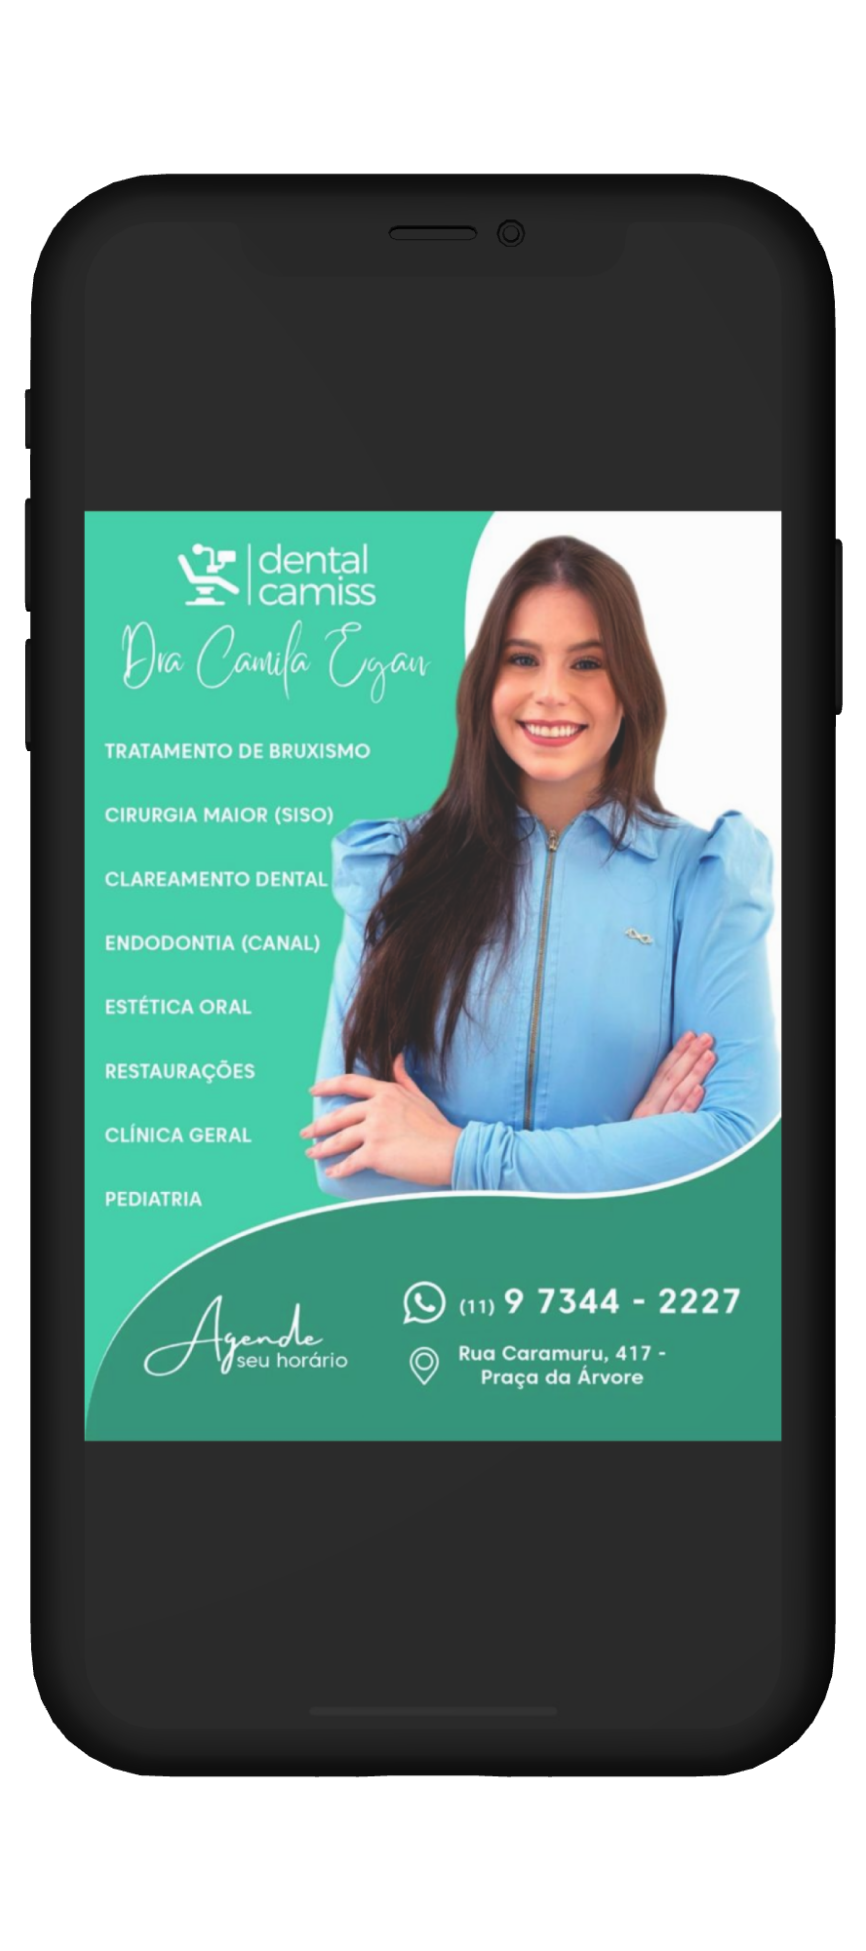 dental
camiss
Dra Camila Egan
TRATAMENTO DE BRUXISMO
CIRURGIA MAIOR (SISO)
CLAREAMENTO DENTAL
ENDODONTIA (CANAL)
ESTÉTICA ORAL
RESTAURAÇÕES
CLÍNICA GERAL
PEDIATRIA
Agende
seu horário
(11) 9 7344 - 2227
Rua Caramuru, 417 -
Praça da Árvore